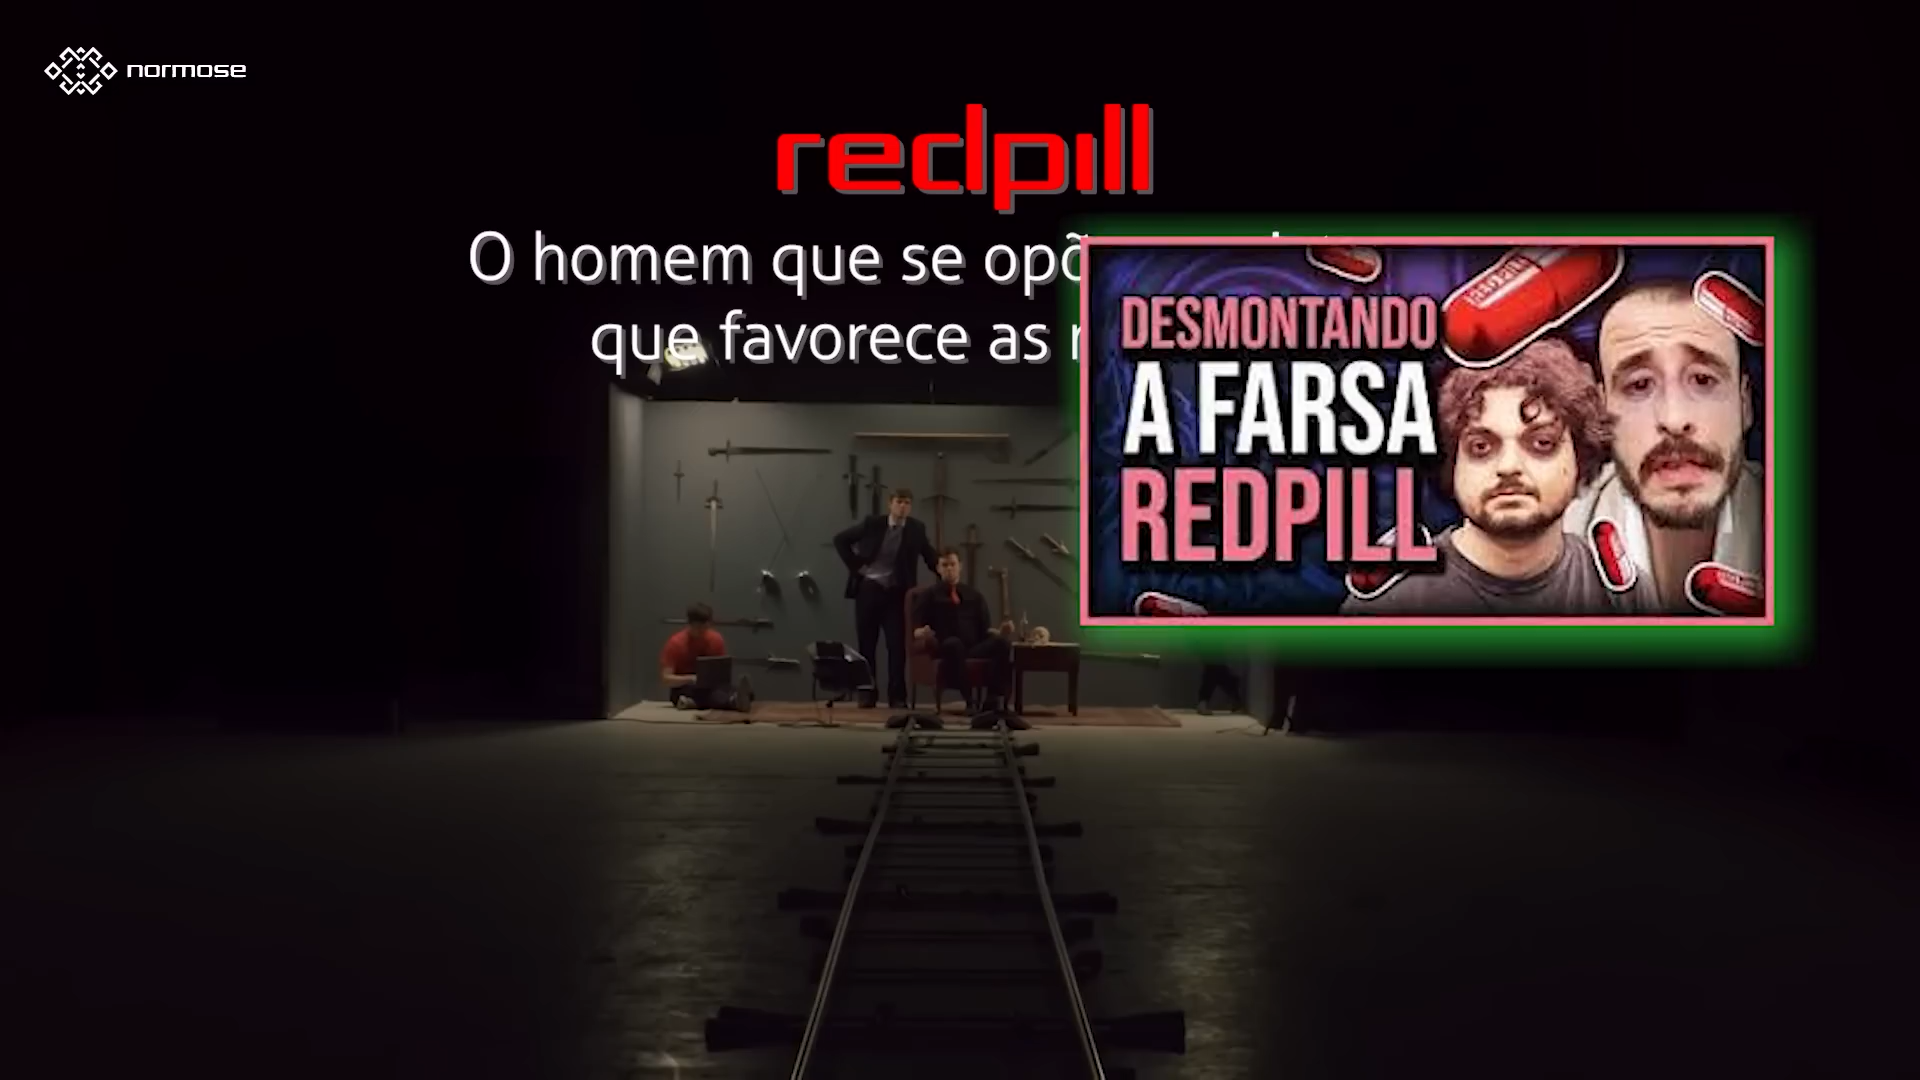 normose
redpill
O homem que se opõ
que favorece as
DESMONTANDO
A FARSA
REDPILL